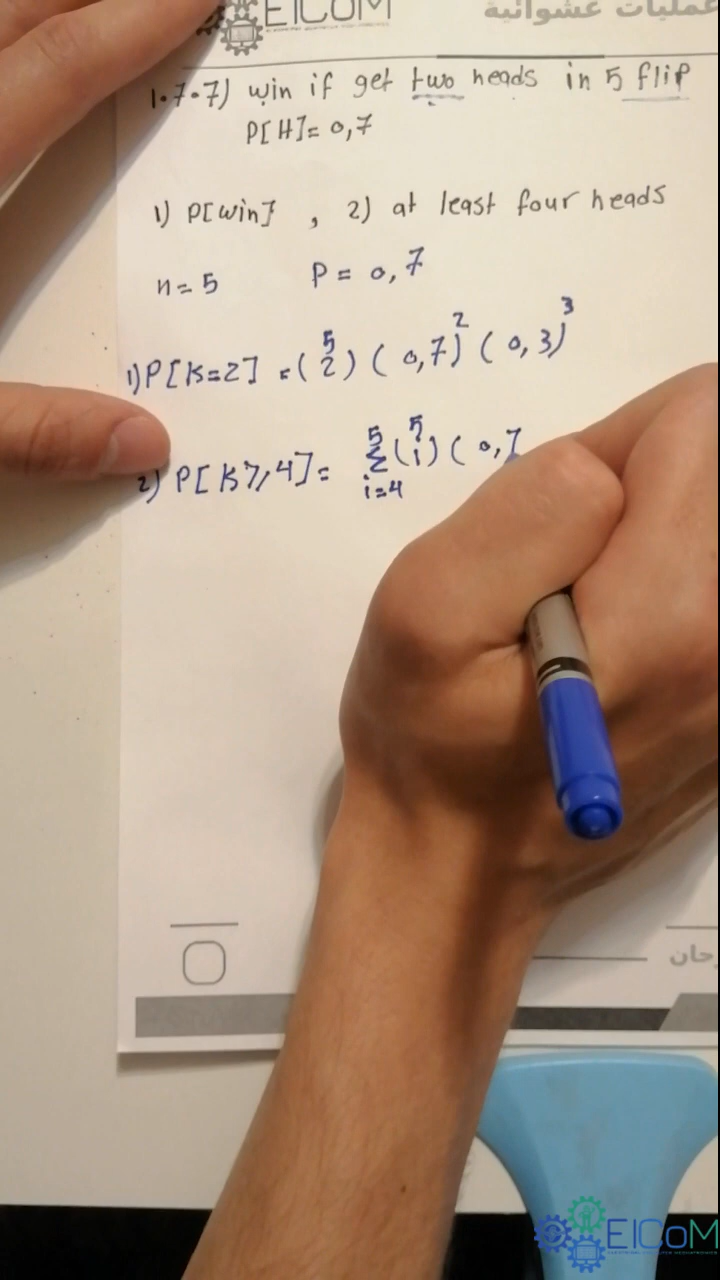 EICoM
عمليات عشوائية
1.7.7) win if get two heads in 5 flip
P[H]= 0,7
1) P[win] , 2) at least four heads
n=5 P = 0,7
1) P[K=2] = (5 2) (0,7)^2 (0,3)^3
2) P[K≥4] = 5 Σ i=4 (5 i) (0,7
EICoM